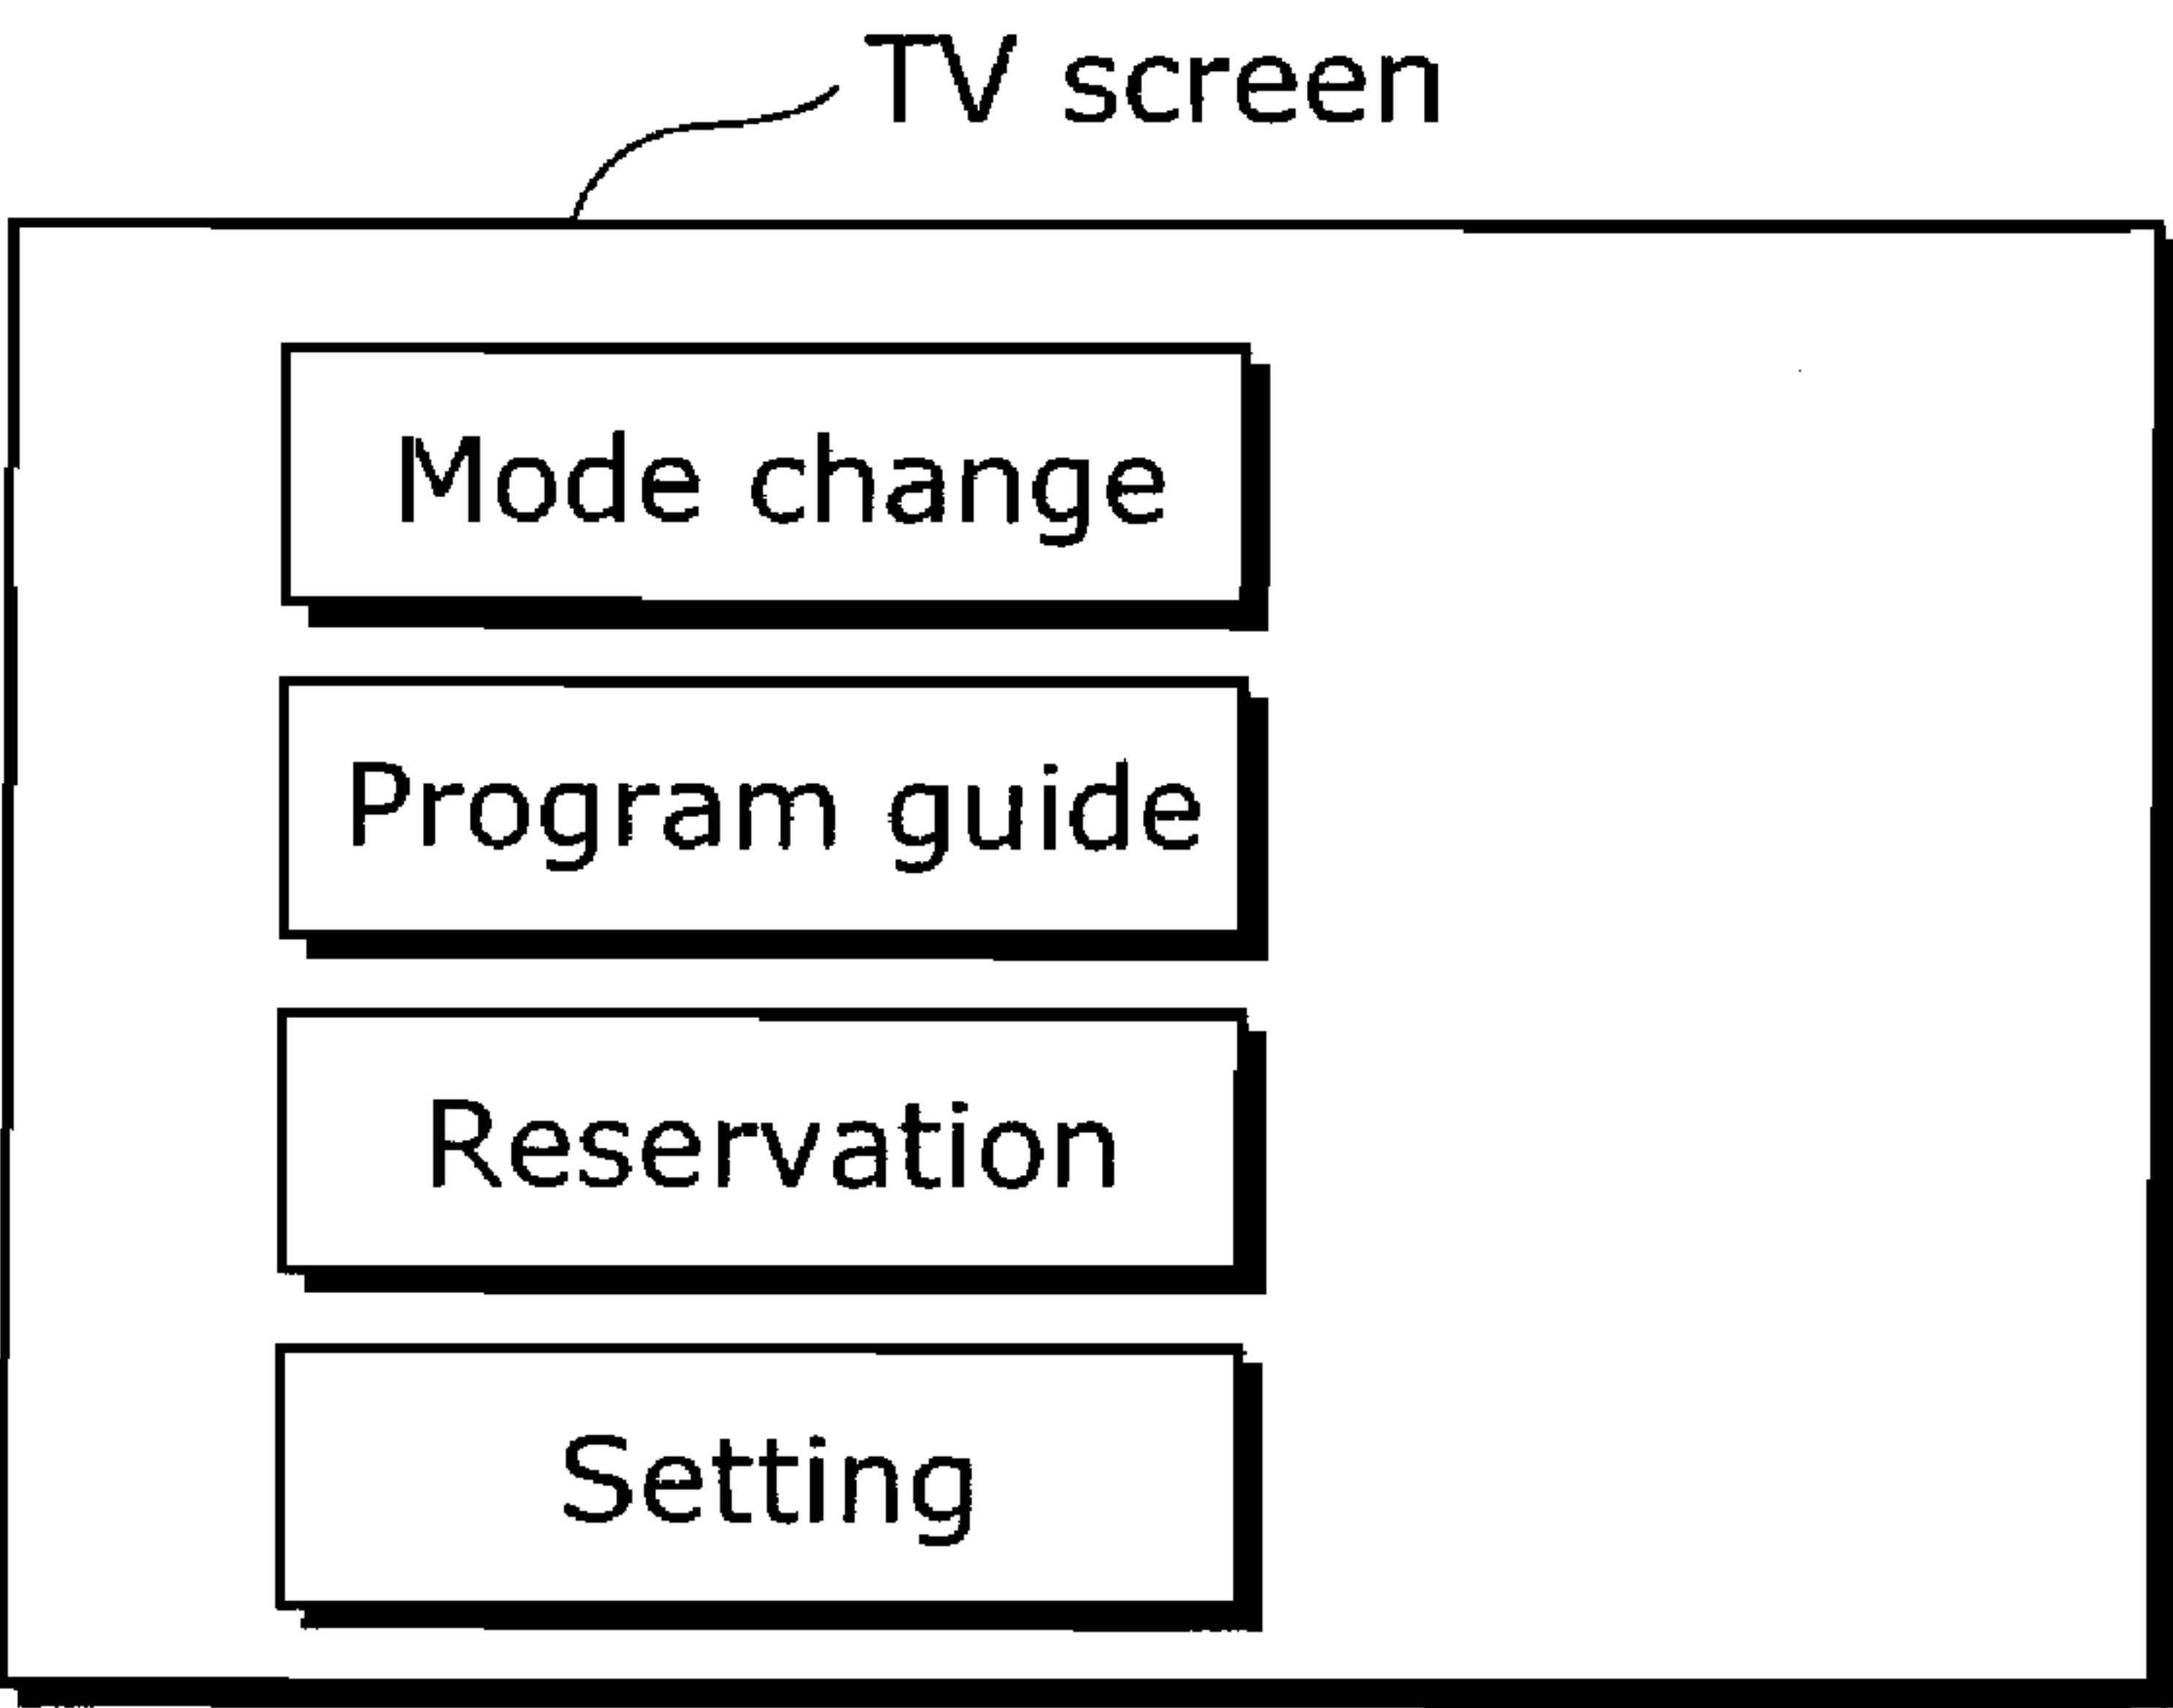 TV screen
Mode change
Program guide
Reservation
Setting